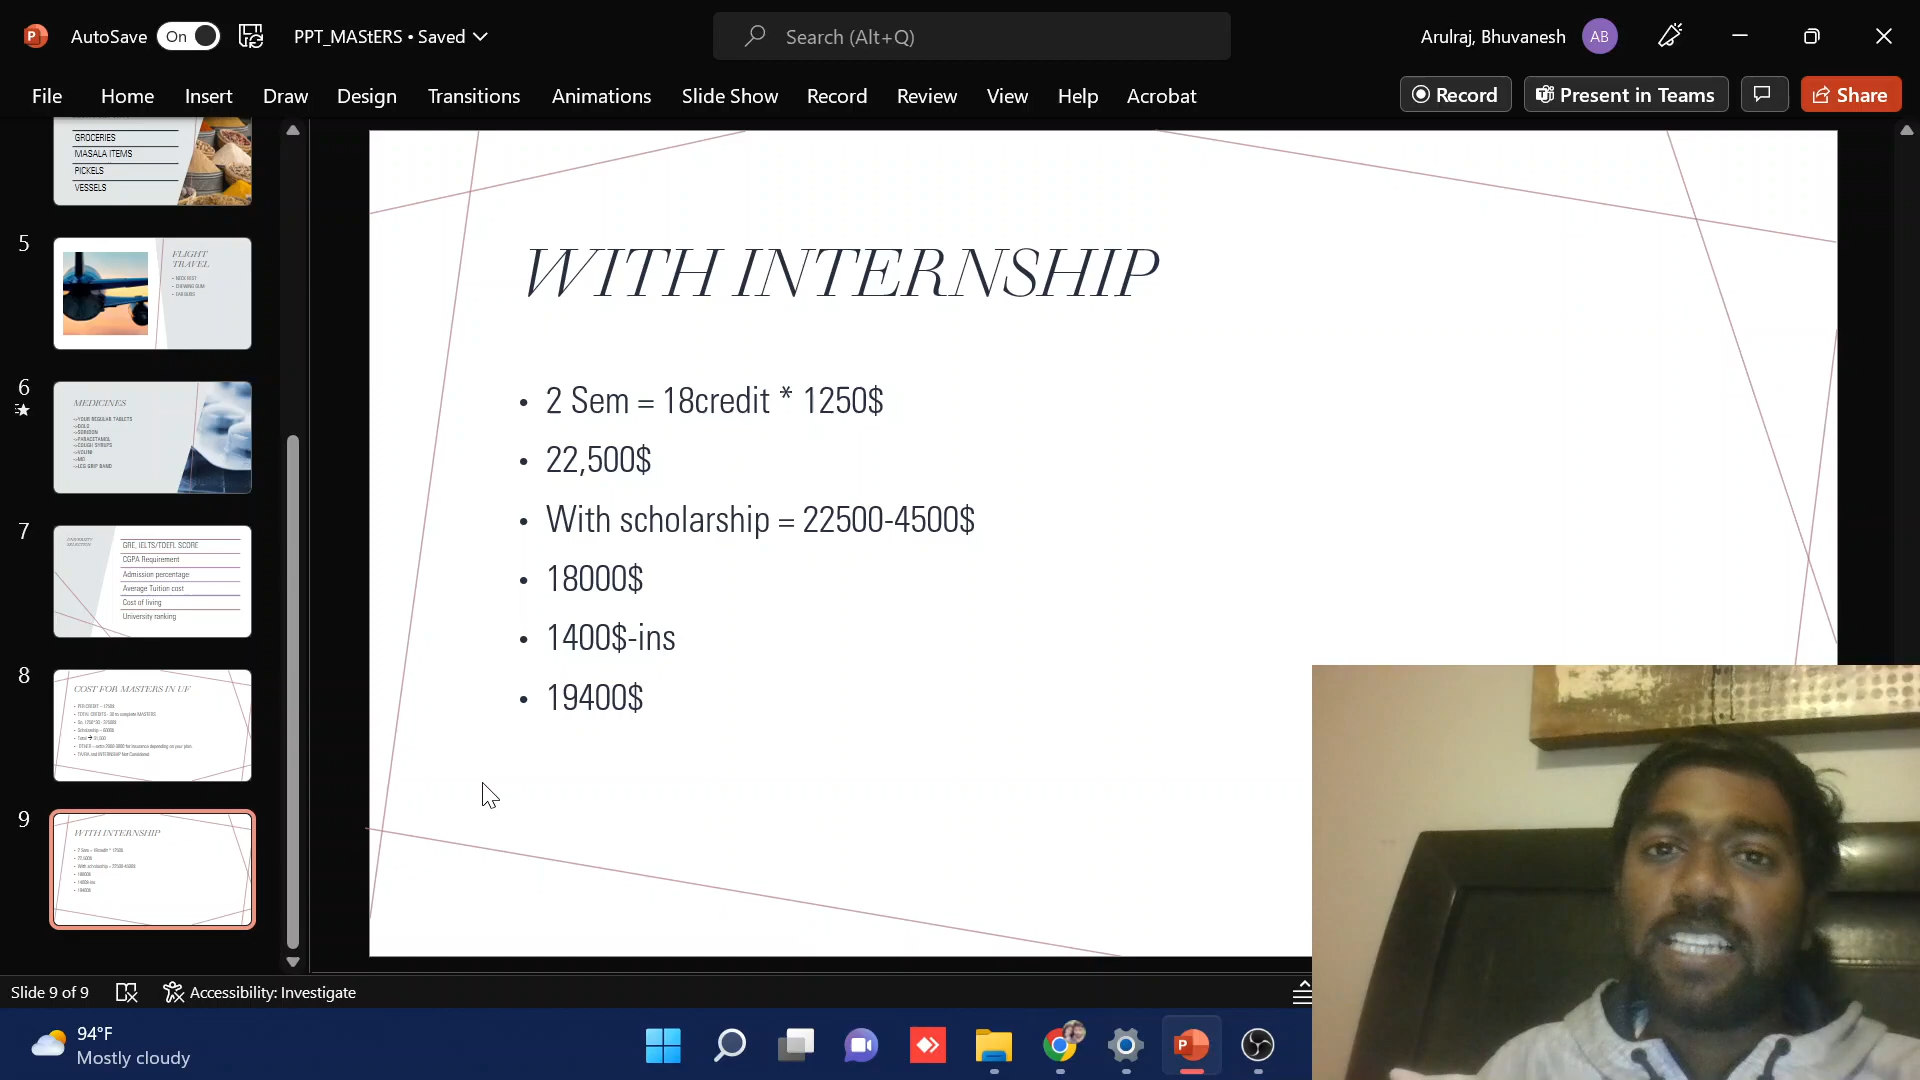 AutoSave On PPT_MAStERS • Saved Search (Alt+Q) Arulraj, Bhuvanesh AB
File Home Insert Draw Design Transitions Animations Slide Show Record Review View Help Acrobat Record Present in Teams Share
GROCERIES
MASALA ITEMS
PICKELS
VESSELS
5
FLIGHT
TRAVEL
6
MEDICINES
7
GRE, IELTS/TOEFL SCORE
CGPA Requirement
Admission percentage
Average Tuition cost
Cost of living
University ranking
8
COST FOR MASTERS IN UF
9
WITH INTERNSHIP
WITH INTERNSHIP
• 2 Sem = 18credit * 1250$
• 22,500$
• With scholarship = 22500-4500$
• 18000$
• 1400$-ins
• 19400$
Slide 9 of 9 Accessibility: Investigate
94°F
Mostly cloudy